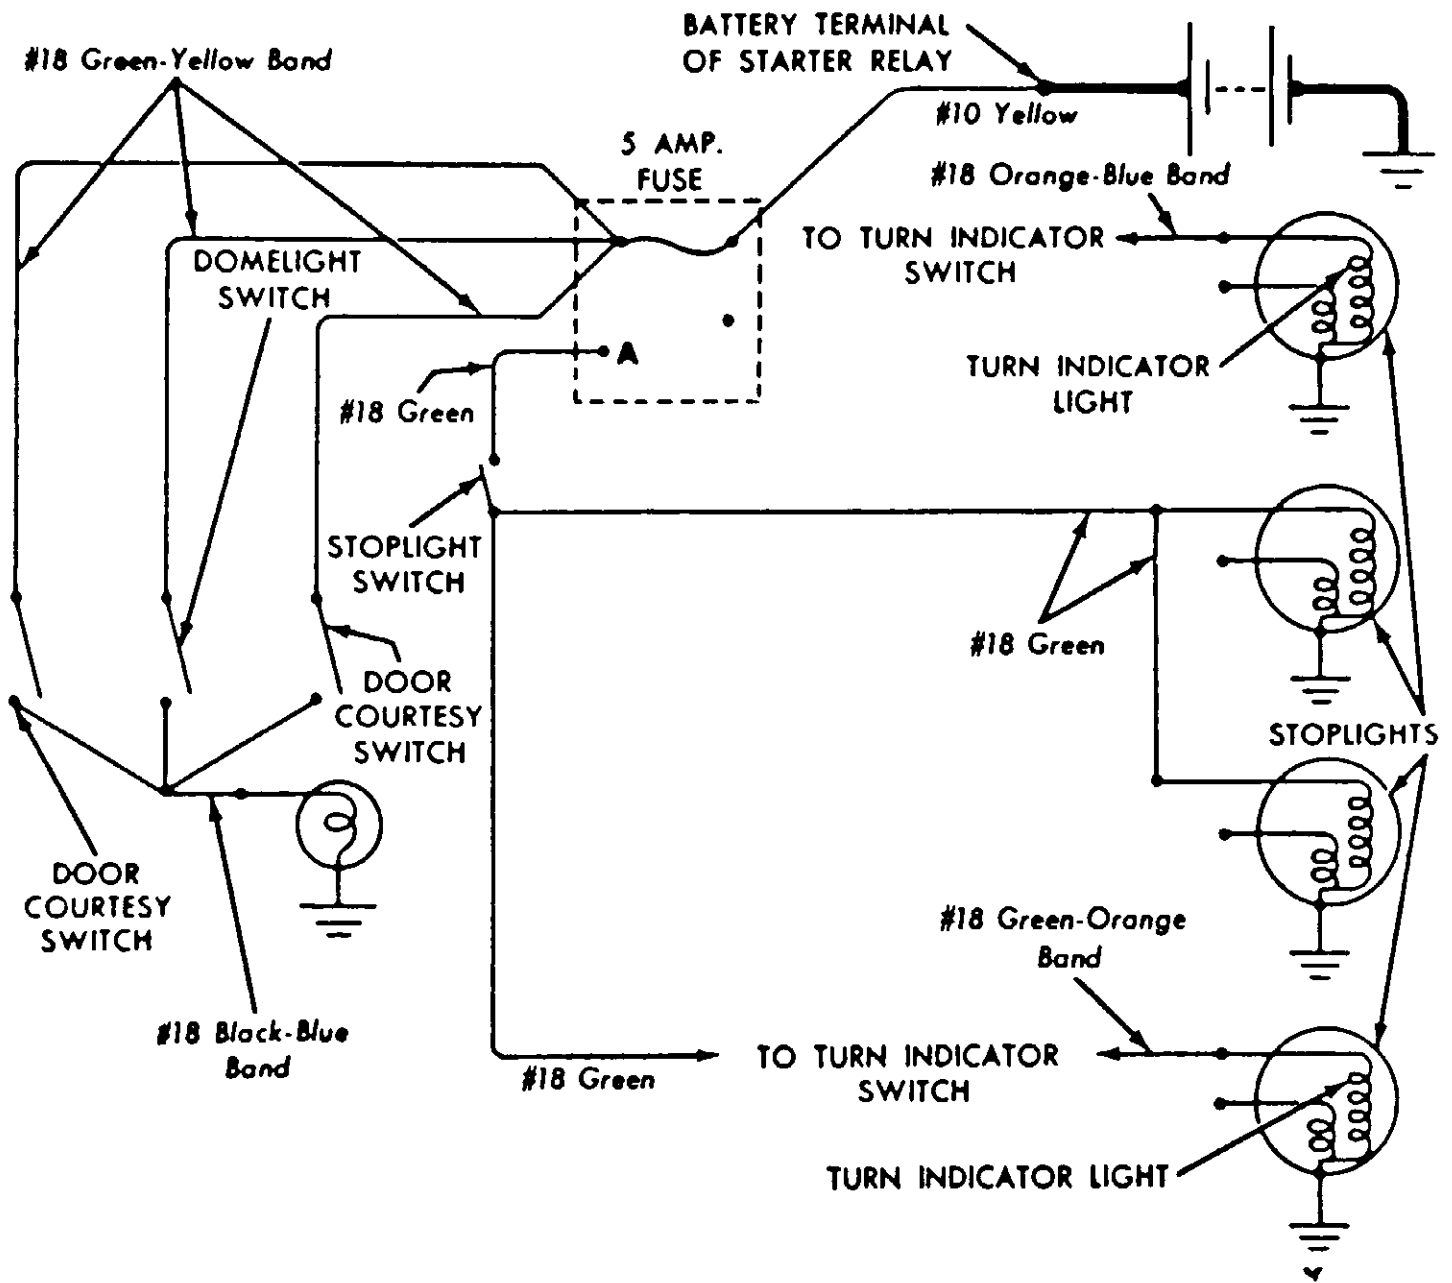 BATTERY TERMINAL
OF STARTER RELAY
#18 Green-Yellow Band
#10 Yellow
5 AMP.
FUSE
#18 Orange-Blue Band
TO TURN INDICATOR
SWITCH
DOMELIGHT
SWITCH
A
TURN INDICATOR
LIGHT
#18 Green
STOPLIGHT
SWITCH
#18 Green
DOOR
COURTESY
SWITCH
STOPLIGHTS
DOOR
COURTESY
SWITCH
#18 Green-Orange
Band
#18 Black-Blue
Band
TO TURN INDICATOR
SWITCH
#18 Green
TURN INDICATOR LIGHT